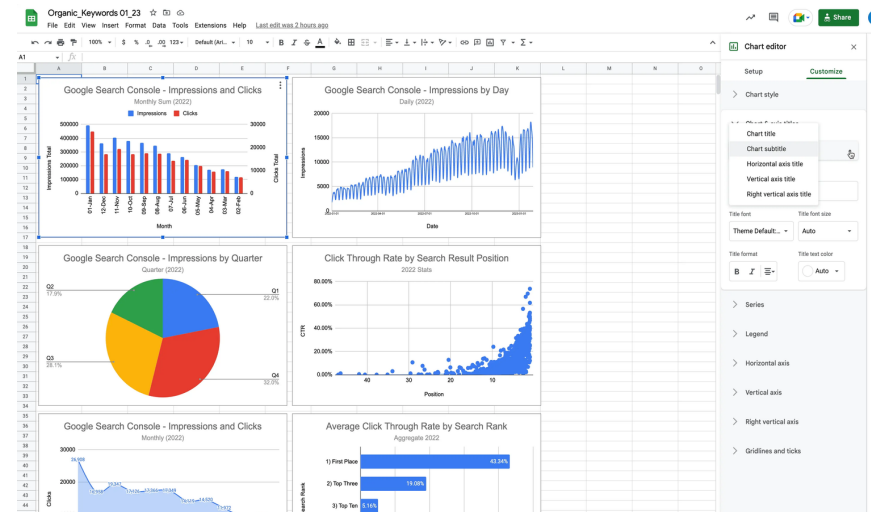 Organic_Keywords 01_23
File Edit View Insert Format Data Tools Extensions Help Last edit was 2 hours ago
Share
100% $ % .0 .00 123 Default (Ari... 10 B I S A
A1 fx
A B C D E F G H I J K L M N O
Google Search Console - Impressions and Clicks
Monthly Sum (2022)
Impressions Clicks
Impressions Total
500000
400000
300000
200000
100000
0
30000
20000
10000
0
Clicks Total
01-Jan 12-Dec 11-Nov 10-Oct 09-Sep 08-Aug 07-Jul 06-Jun 05-May 04-Apr 03-Mar 02-Feb
Month
Google Search Console - Impressions by Day
Daily (2022)
Impressions
20000
15000
10000
5000
0
Date
Google Search Console - Impressions by Quarter
Quarter (2022)
Q2
17.9%
Q1
22.0%
Q3
28.1%
Q4
32.0%
Click Through Rate by Search Result Position
2022 Stats
CTR
80.00%
60.00%
40.00%
20.00%
0.00%
40 30 20 10
Position
Google Search Console - Impressions and Clicks
Monthly (2022)
Clicks
30000
20000
Average Click Through Rate by Search Rank
Aggregate 2022
Search Rank
1) First Place 43.34%
2) Top Three 19.08%
3) Top Ten 5.16%
Chart editor
Setup Customize
Chart style
Chart title
Chart subtitle
Horizontal axis title
Vertical axis title
Right vertical axis title
Title font Title font size
Theme Default:... Auto
Title format Title text color
B I Auto
Series
Legend
Horizontal axis
Vertical axis
Right vertical axis
Gridlines and ticks